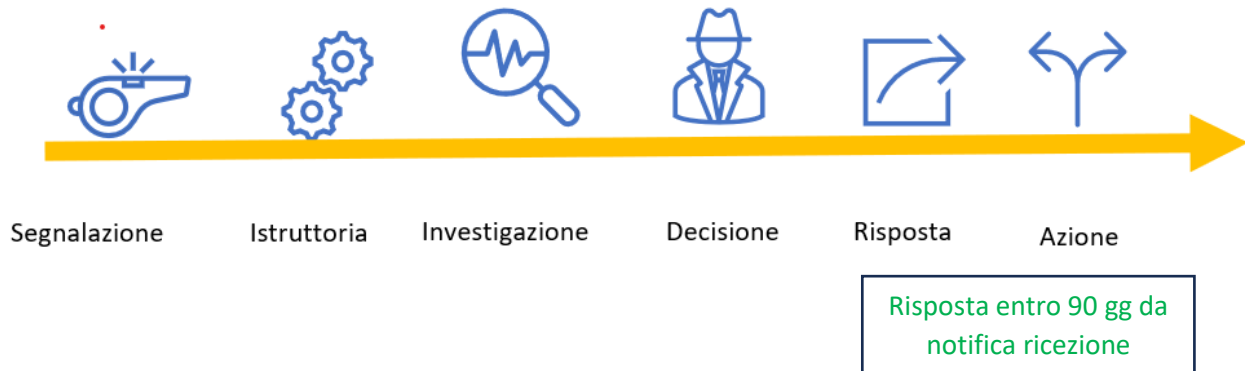 Segnalazione
Istruttoria
Investigazione
Decisione
Risposta
Azione
Risposta entro 90 gg da
notifica ricezione